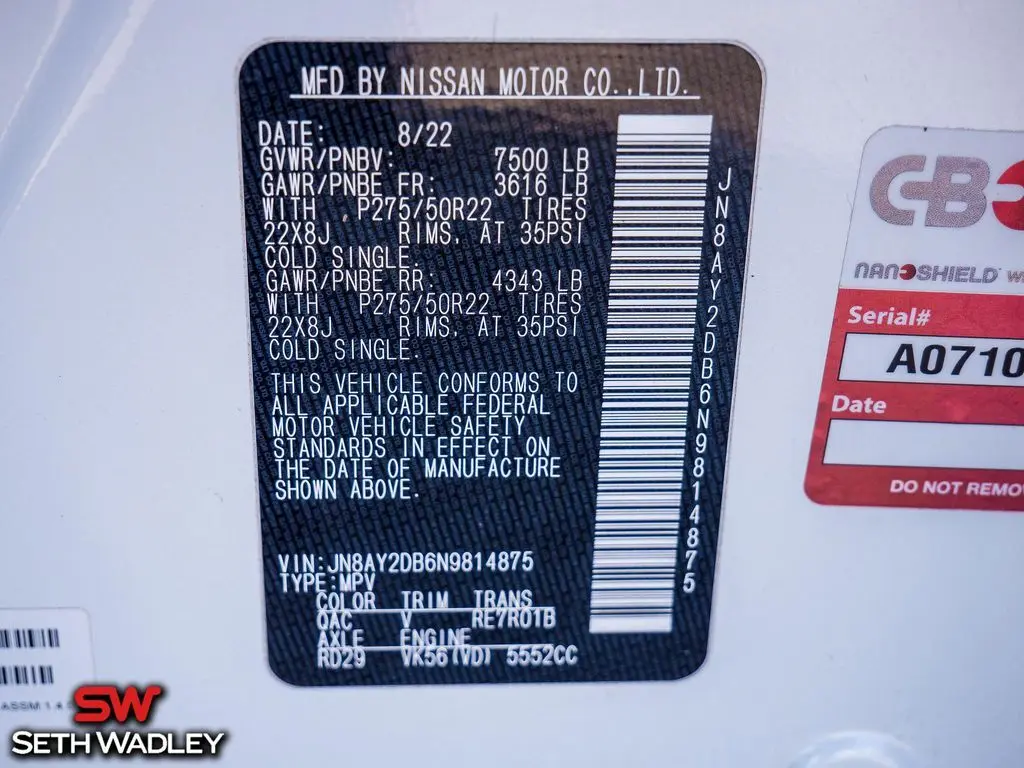 MFD BY NISSAN MOTOR CO.,LTD.
DATE: 8/22
GVWR/PNBV: 7500 LB
GAWR/PNBE FR: 3616 LB
WITH P275/50R22 TIRES
22X8J RIMS, AT 35PSI
COLD SINGLE.
GAWR/PNBE RR: 4343 LB
WITH P275/50R22 TIRES
22X8J RIMS, AT 35PSI
COLD SINGLE.
THIS VEHICLE CONFORMS TO
ALL APPLICABLE FEDERAL
MOTOR VEHICLE SAFETY
STANDARDS IN EFFECT ON
THE DATE OF MANUFACTURE
SHOWN ABOVE.
VIN:JN8AY2DB6N9814875
TYPE:MPV
COLOR TRIM TRANS
QAC V RE7R01B
AXLE ENGINE
RD29 VK56(VD) 5552CC
JN8AY2DB6N9814875
CB
NANOSHIELD
Serial#
A0710
Date
DO NOT REMO
ASSM 1 A
SW
SETH WADLEY